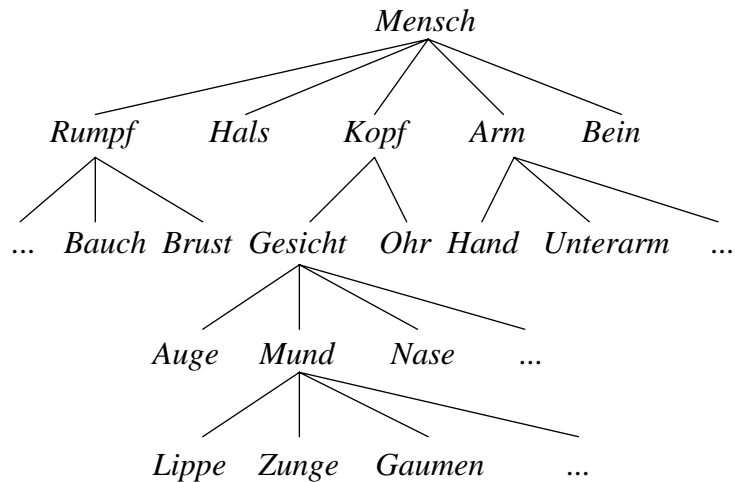 Mensch
Rumpf Hals Kopf Arm Bein
... Bauch Brust Gesicht Ohr Hand Unterarm ...
Auge Mund Nase ...
Lippe Zunge Gaumen ...